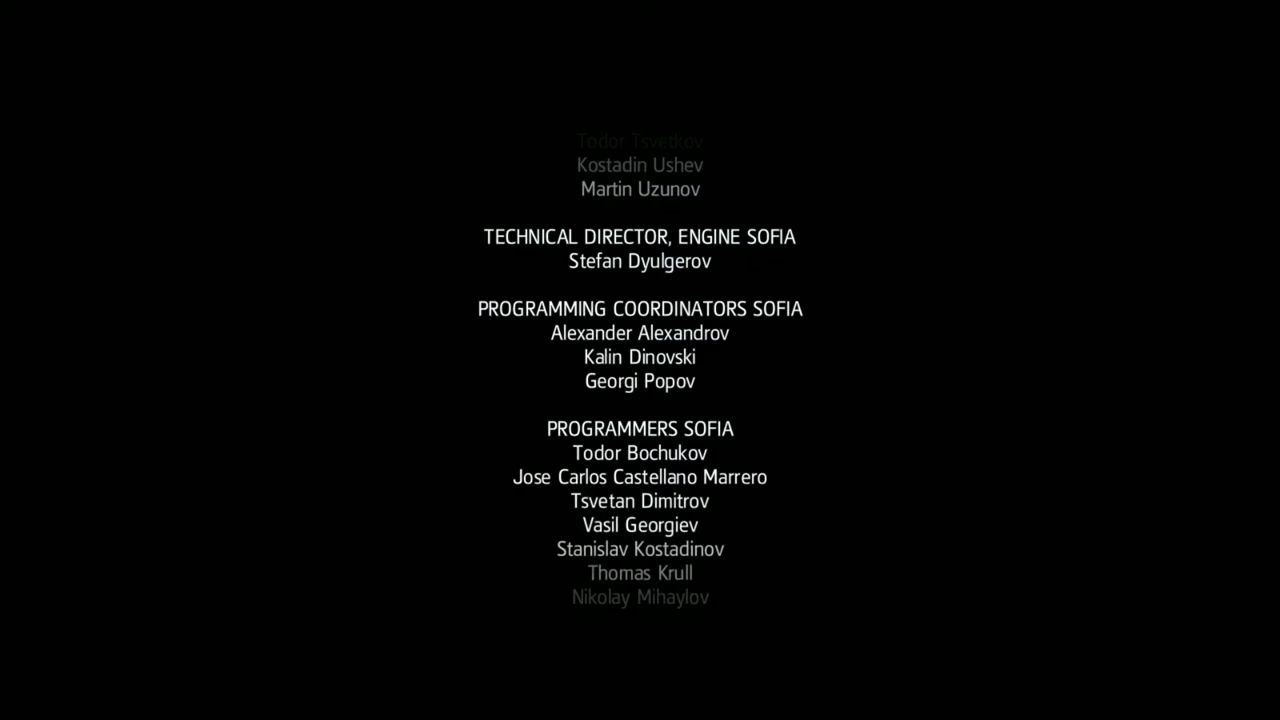 Todor Tsvetkov
Kostadin Ushev
Martin Uzunov
TECHNICAL DIRECTOR, ENGINE SOFIA
Stefan Dyulgerov
PROGRAMMING COORDINATORS SOFIA
Alexander Alexandrov
Kalin Dinovski
Georgi Popov
PROGRAMMERS SOFIA
Todor Bochukov
Jose Carlos Castellano Marrero
Tsvetan Dimitrov
Vasil Georgiev
Stanislav Kostadinov
Thomas Krull
Nikolay Mihaylov